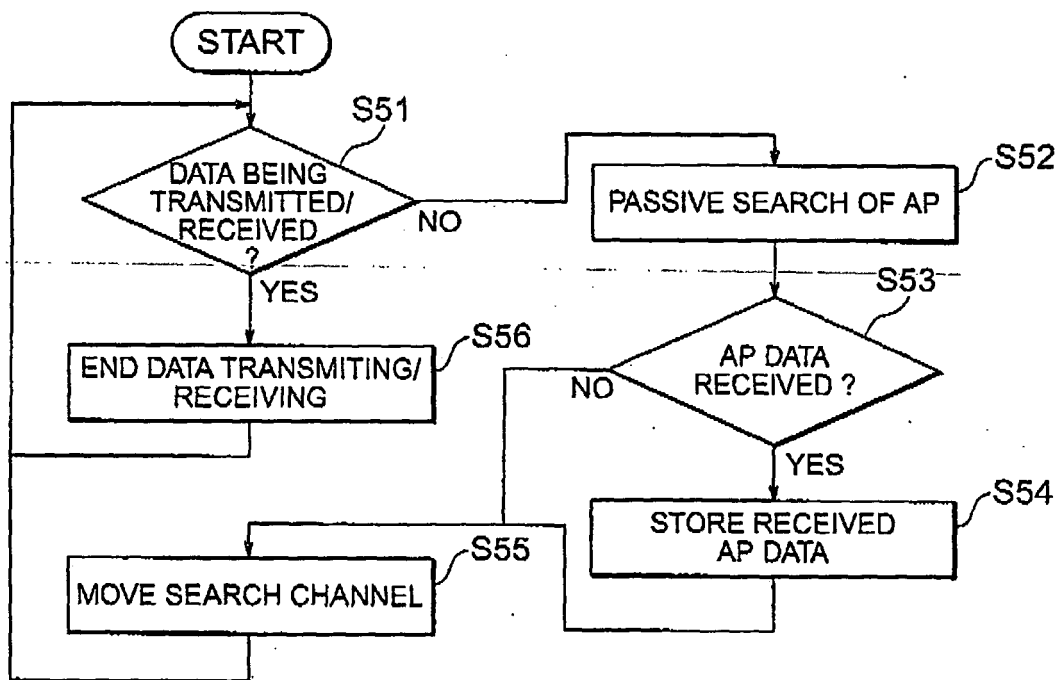 START
S51
DATA BEING
TRANSMITTED/
RECEIVED
?
NO
YES
S52
PASSIVE SEARCH OF AP
S53
AP DATA
RECEIVED ?
NO
YES
S56
END DATA TRANSMITING/
RECEIVING
S54
STORE RECEIVED
AP DATA
S55
MOVE SEARCH CHANNEL